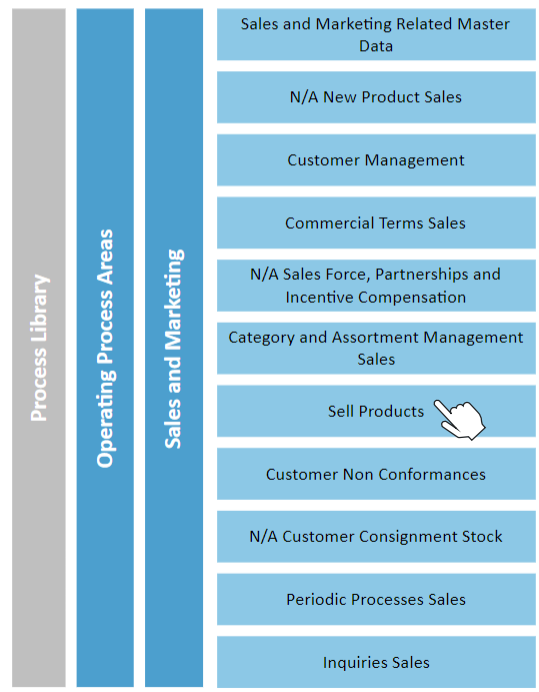 Process Library
Operating Process Areas
Sales and Marketing
Sales and Marketing Related Master
Data
N/A New Product Sales
Customer Management
Commercial Terms Sales
N/A Sales Force, Partnerships and
Incentive Compensation
Category and Assortment Management
Sales
Sell Products
Customer Non Conformances
N/A Customer Consignment Stock
Periodic Processes Sales
Inquiries Sales